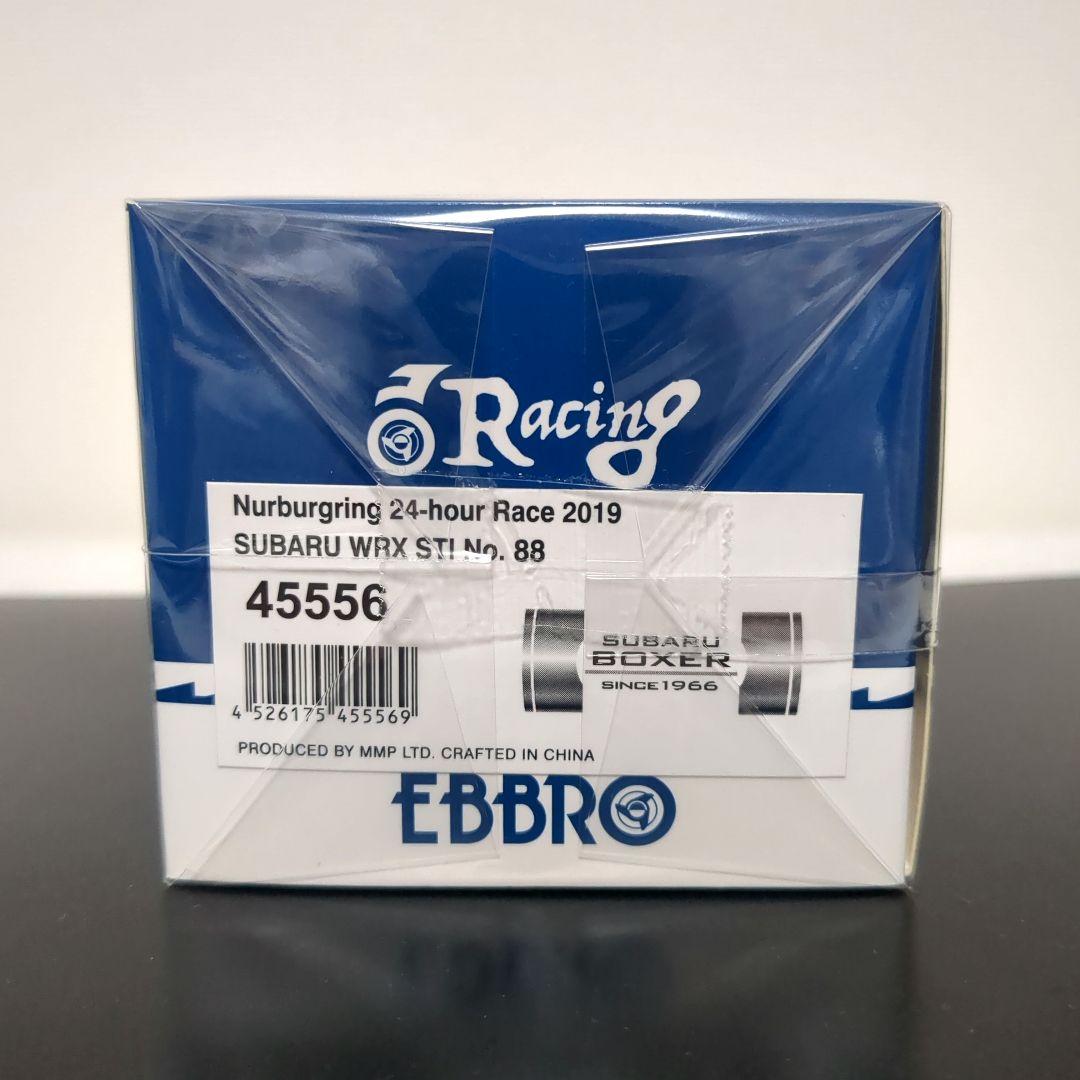 Racing
Nurburgring 24-hour Race 2019
SUBARU WRX STI No. 88
45556
4 526175 455569
SUBARU
BOXER
SINCE1966
PRODUCED BY MMP LTD. CRAFTED IN CHINA
EBBRO